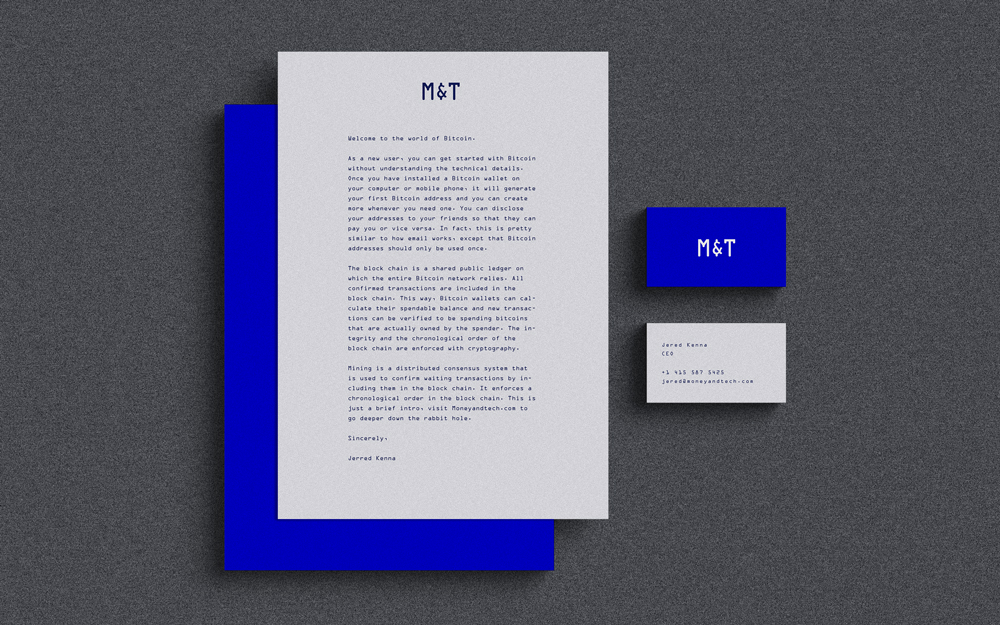 M&T
Welcome to the world of Bitcoin.
As a new user, you can get started with Bitcoin
without understanding the technical details.
Once you have installed a Bitcoin wallet on
your computer or mobile phone, it will generate
your first Bitcoin address and you can create
more whenever you need one. You can disclose
your addresses to your friends so that they can
pay you or vice versa. In fact, this is pretty
similar to how email works, except that Bitcoin
addresses should only be used once.
The block chain is a shared public ledger on
which the entire Bitcoin network relies. All
confirmed transactions are included in the
block chain. This way, Bitcoin wallets can cal-
culate their spendable balance and new transac-
tions can be verified to be spending bitcoins
that are actually owned by the spender. The in-
tegrity and the chronological order of the
block chain are enforced with cryptography.
Mining is a distributed consensus system that
is used to confirm waiting transactions by in-
cluding them in the block chain. It enforces a
chronological order in the block chain. This is
just a brief intro, visit Moneyandtech.com to
go deeper down the rabbit hole.
Sincerely,
Jerred Kenna
M&T
Jered Kenna
CEO
+1 415 587 5425
jered@moneyandtech.com